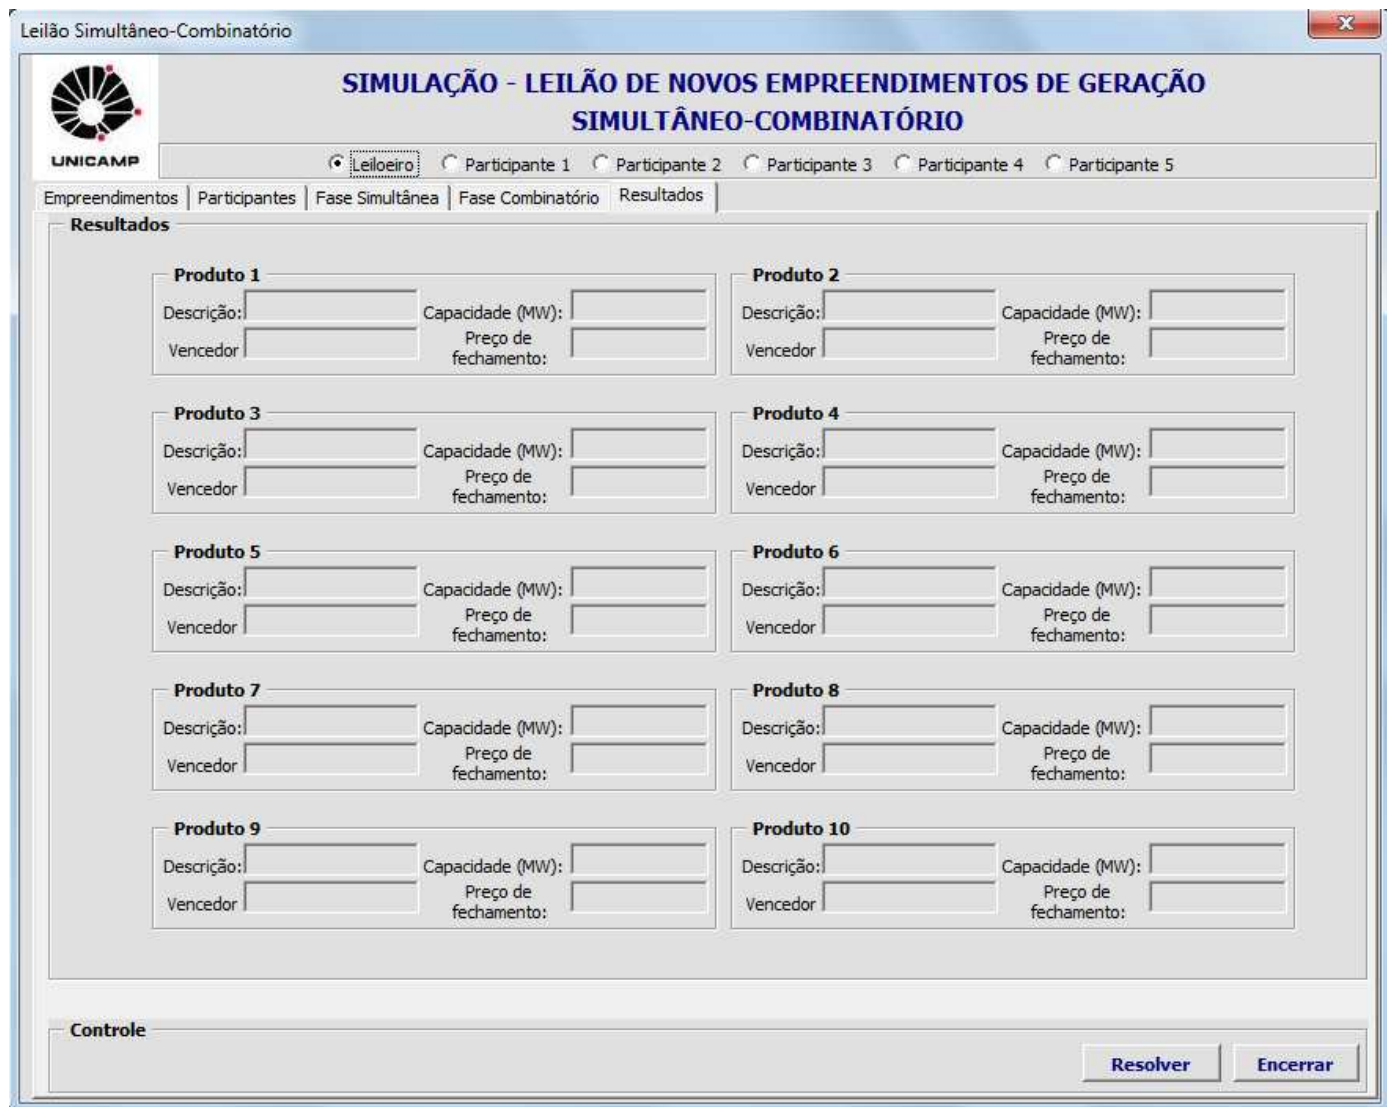 Leilão Simultâneo-Combinatório
x
SIMULAÇÃO - LEILÃO DE NOVOS EMPREENDIMENTOS DE GERAÇÃO
SIMULTÂNEO-COMBINATÓRIO
UNICAMP
Leiloeiro Participante 1 Participante 2 Participante 3 Participante 4 Participante 5
Empreendimentos Participantes Fase Simultânea Fase Combinatório Resultados
Resultados
Produto 1
Descrição: Capacidade (MW):
Vencedor Preço de
fechamento:
Produto 2
Descrição: Capacidade (MW):
Vencedor Preço de
fechamento:
Produto 3
Descrição: Capacidade (MW):
Vencedor Preço de
fechamento:
Produto 4
Descrição: Capacidade (MW):
Vencedor Preço de
fechamento:
Produto 5
Descrição: Capacidade (MW):
Vencedor Preço de
fechamento:
Produto 6
Descrição: Capacidade (MW):
Vencedor Preço de
fechamento:
Produto 7
Descrição: Capacidade (MW):
Vencedor Preço de
fechamento:
Produto 8
Descrição: Capacidade (MW):
Vencedor Preço de
fechamento:
Produto 9
Descrição: Capacidade (MW):
Vencedor Preço de
fechamento:
Produto 10
Descrição: Capacidade (MW):
Vencedor Preço de
fechamento:
Controle
Resolver Encerrar